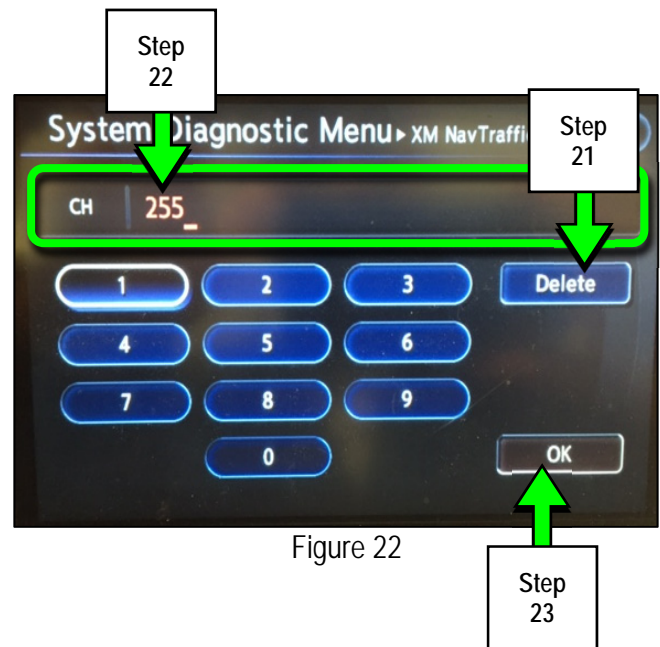 Step
22
System Diagnostic Menu▸ XM NavTraffi
Step
21
CH 255_
1 2 3 Delete
4 5 6
7 8 9
0 OK
Figure 22
Step
23